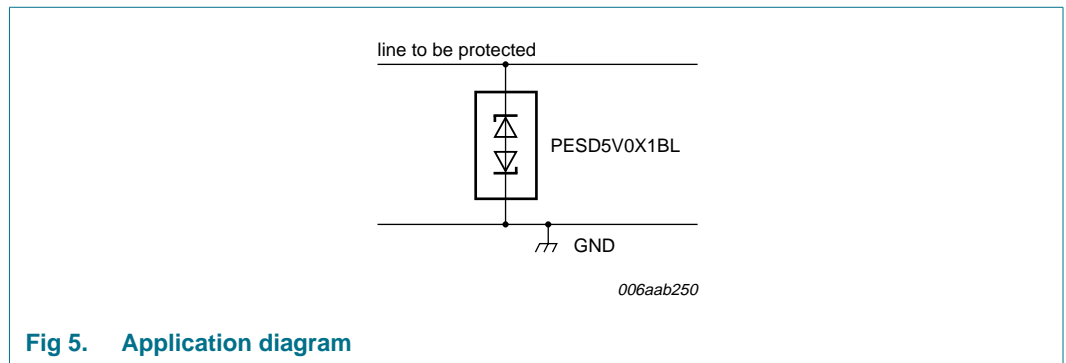 line to be protected
PESD5V0X1BL
GND
006aab250
Fig 5. Application diagram